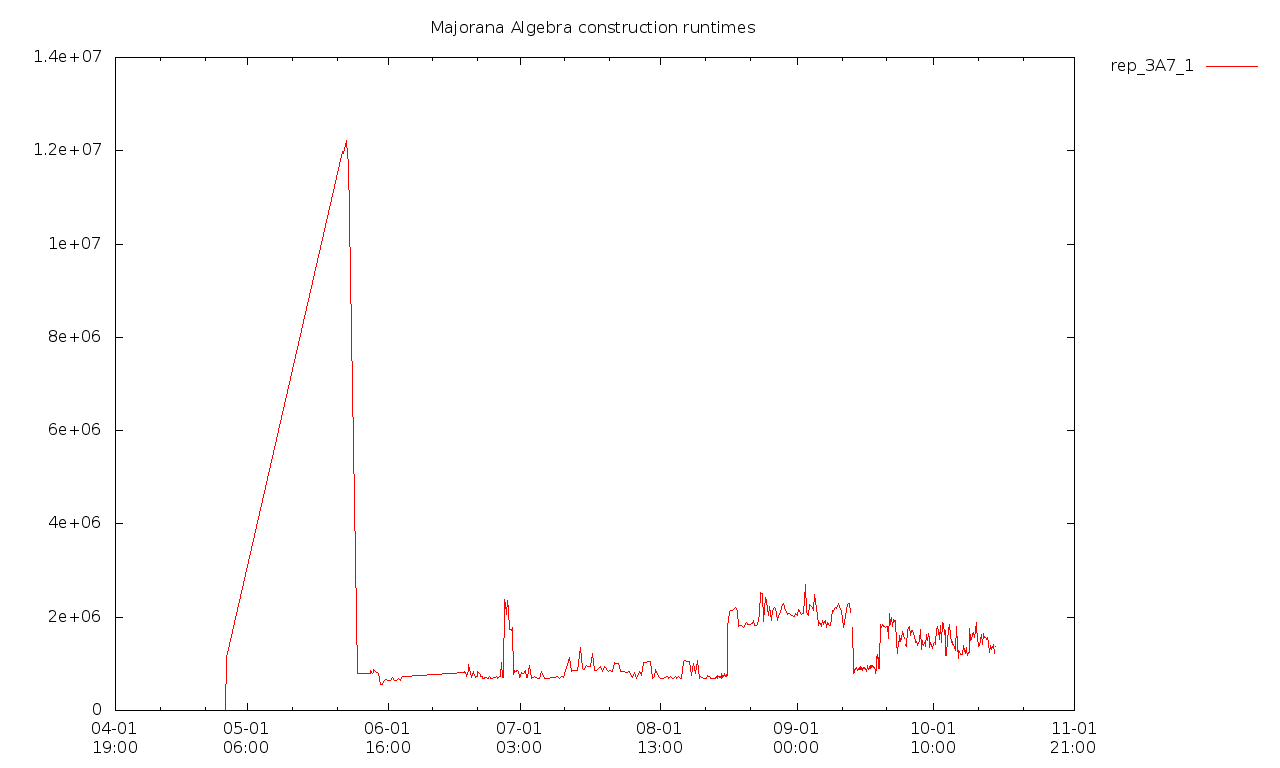 Majorana Algebra construction runtimes
rep_3A7_1
1.4e+07
1.2e+07
1e+07
8e+06
6e+06
4e+06
2e+06
0
04-01 05-01 06-01 07-01 08-01 09-01 10-01 11-01
19:00 06:00 16:00 03:00 13:00 00:00 10:00 21:00